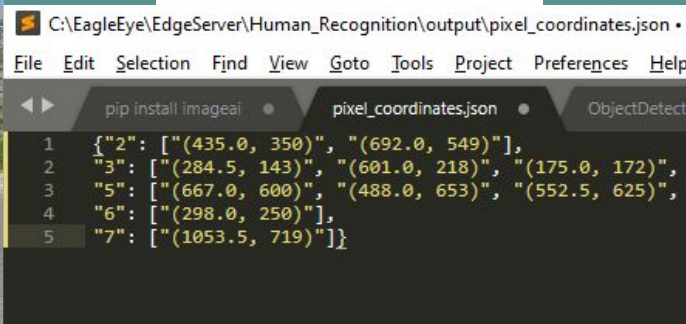 C:\EagleEye\EdgeServer\Human_Recognition\output\pixel_coordinates.json •
File Edit Selection Find View Goto Tools Project Preferences Help
pip install imageai pixel_coordinates.json ObjectDetect
1 {"2": ["(435.0, 350)", "(692.0, 549)"],
2 "3": ["(284.5, 143)", "(601.0, 218)", "(175.0, 172)",
3 "5": ["(667.0, 600)", "(488.0, 653)", "(552.5, 625)",
4 "6": ["(298.0, 250)"],
5 "7": ["(1053.5, 719)"]}